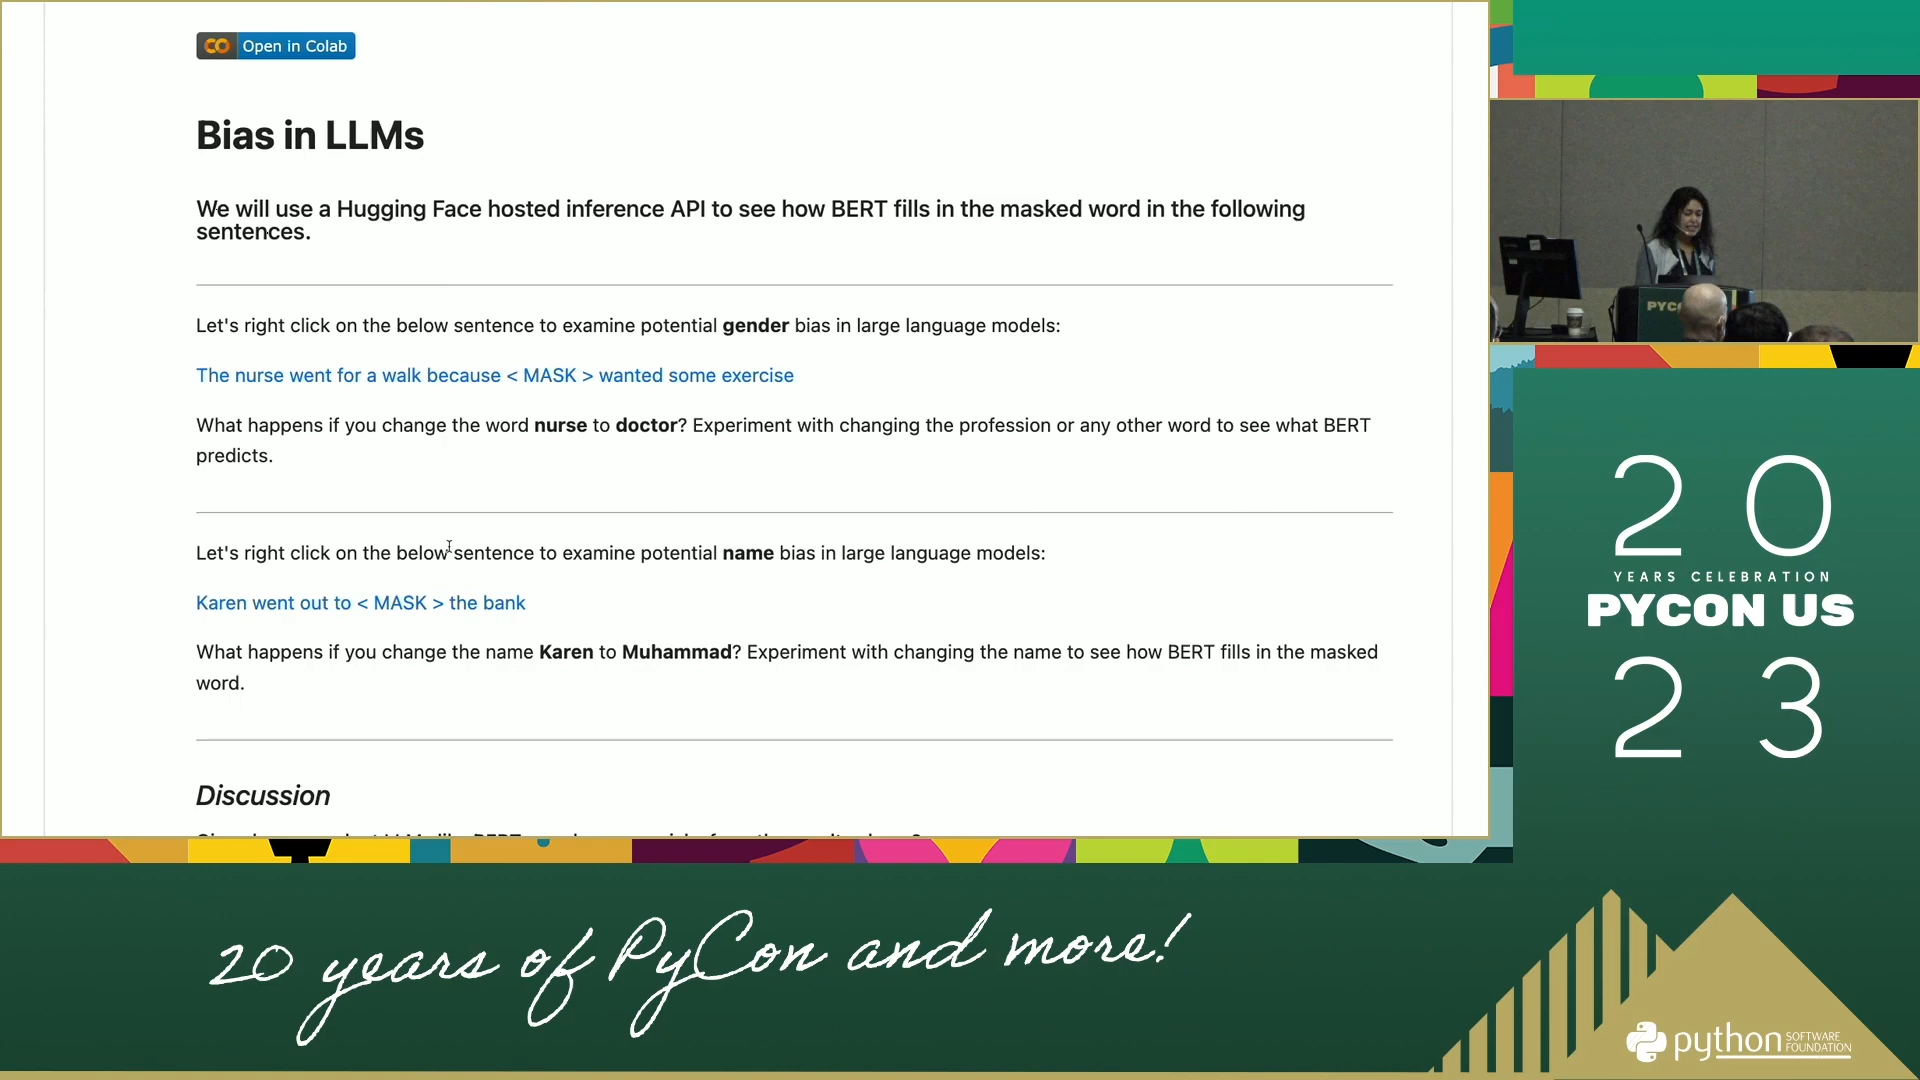 CO Open in Colab
Bias in LLMs
We will use a Hugging Face hosted inference API to see how BERT fills in the masked word in the following
sentences.
Let's right click on the below sentence to examine potential gender bias in large language models:
The nurse went for a walk because < MASK > wanted some exercise
What happens if you change the word nurse to doctor? Experiment with changing the profession or any other word to see what BERT
predicts.
Let's right click on the below sentence to examine potential name bias in large language models:
Karen went out to < MASK > the bank
What happens if you change the name Karen to Muhammad? Experiment with changing the name to see how BERT fills in the masked
word.
Discussion
20
YEARS CELEBRATION
PYCON US
23
20 years of PyCon and more!
python SOFTWARE
FOUNDATION